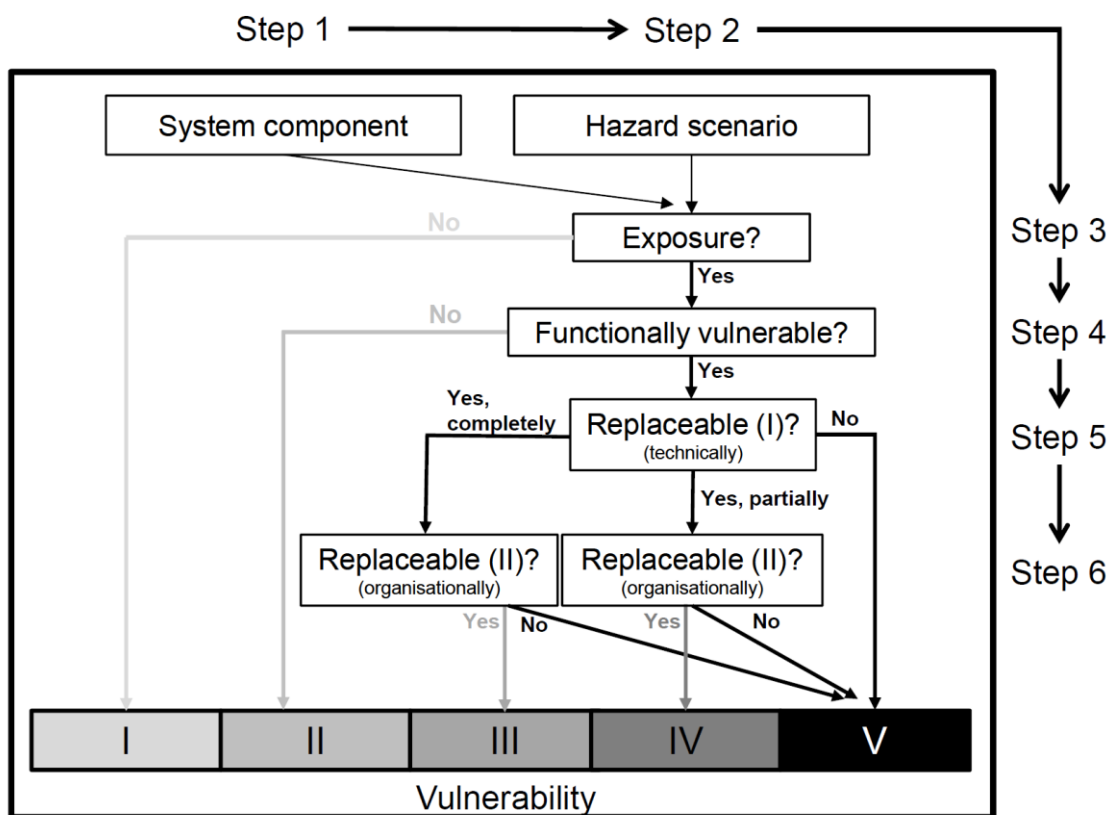 Step 1
Step 2
System component
Hazard scenario
No
Exposure?
Step 3
Yes
No
Functionally vulnerable?
Step 4
Yes
Yes,
completely
Replaceable (I)?
(technically)
No
Step 5
Yes, partially
Replaceable (II)?
(organisationally)
Replaceable (II)?
(organisationally)
Step 6
Yes
No
Yes
No
I
II
III
IV
V
Vulnerability